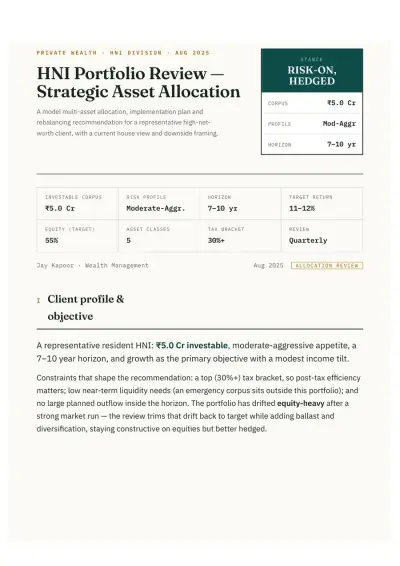 PRIVATE WEALTH · HNI DIVISION · AUG 2025
HNI Portfolio Review —
Strategic Asset Allocation
A model multi-asset allocation, implementation plan and
rebalancing recommendation for a representative high-net-
worth client, with a current house view and downside framing.
STANCE
RISK-ON,
HEDGED
CORPUS ₹5.0 Cr
PROFILE Mod-Aggr
HORIZON 7–10 yr
INVESTABLE CORPUS RISK PROFILE HORIZON TARGET RETURN
₹5.0 Cr Moderate-Aggr. 7–10 yr 11–12%
EQUITY (TARGET) ASSET CLASSES TAX BRACKET REVIEW
55% 5 30%+ Quarterly
Jay Kapoor · Wealth Management Aug 2025 ALLOCATION REVIEW
I Client profile &
objective
A representative resident HNI: ₹5.0 Cr investable, moderate-aggressive appetite, a
7–10 year horizon, and growth as the primary objective with a modest income tilt.
Constraints that shape the recommendation: a top (30%+) tax bracket, so post-tax efficiency
matters; low near-term liquidity needs (an emergency corpus sits outside this portfolio); and
no large planned outflow inside the horizon. The portfolio has drifted equity-heavy after a
strong market run — the review trims that drift back to target while adding ballast and
diversification, staying constructive on equities but better hedged.